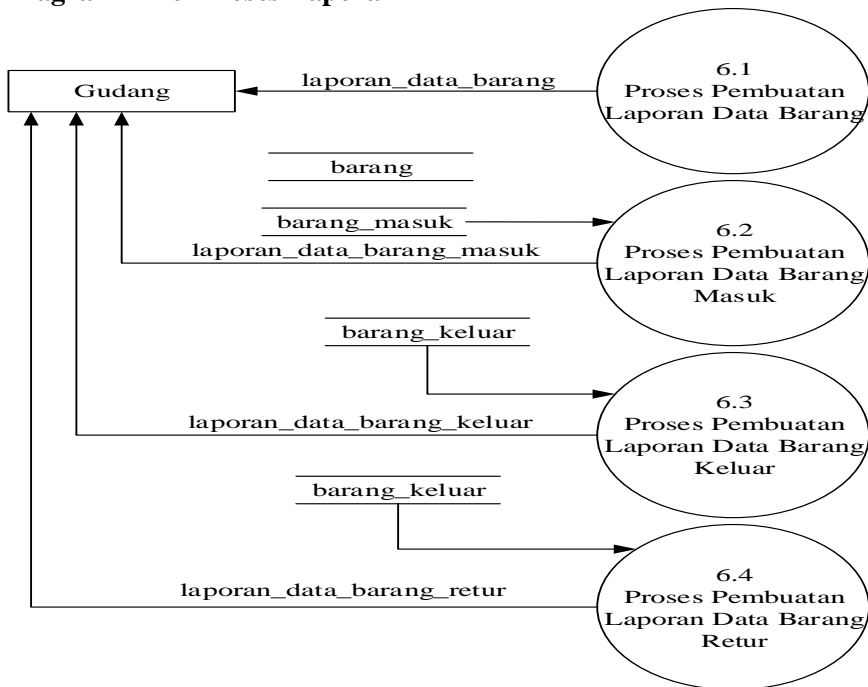 6.1
Gudang
laporan_data_barang
Proses Pembuatan
Laporan Data Barang
barang
barang_masuk
laporan_data_barang_masuk
6.2
Proses Pembuatan
Laporan Data Barang
Masuk
barang_keluar
laporan_data_barang_keluar
6.3
Proses Pembuatan
Laporan Data Barang
Keluar
barang_keluar
laporan_data_barang_retur
6.4
Proses Pembuatan
Laporan Data Barang
Retur